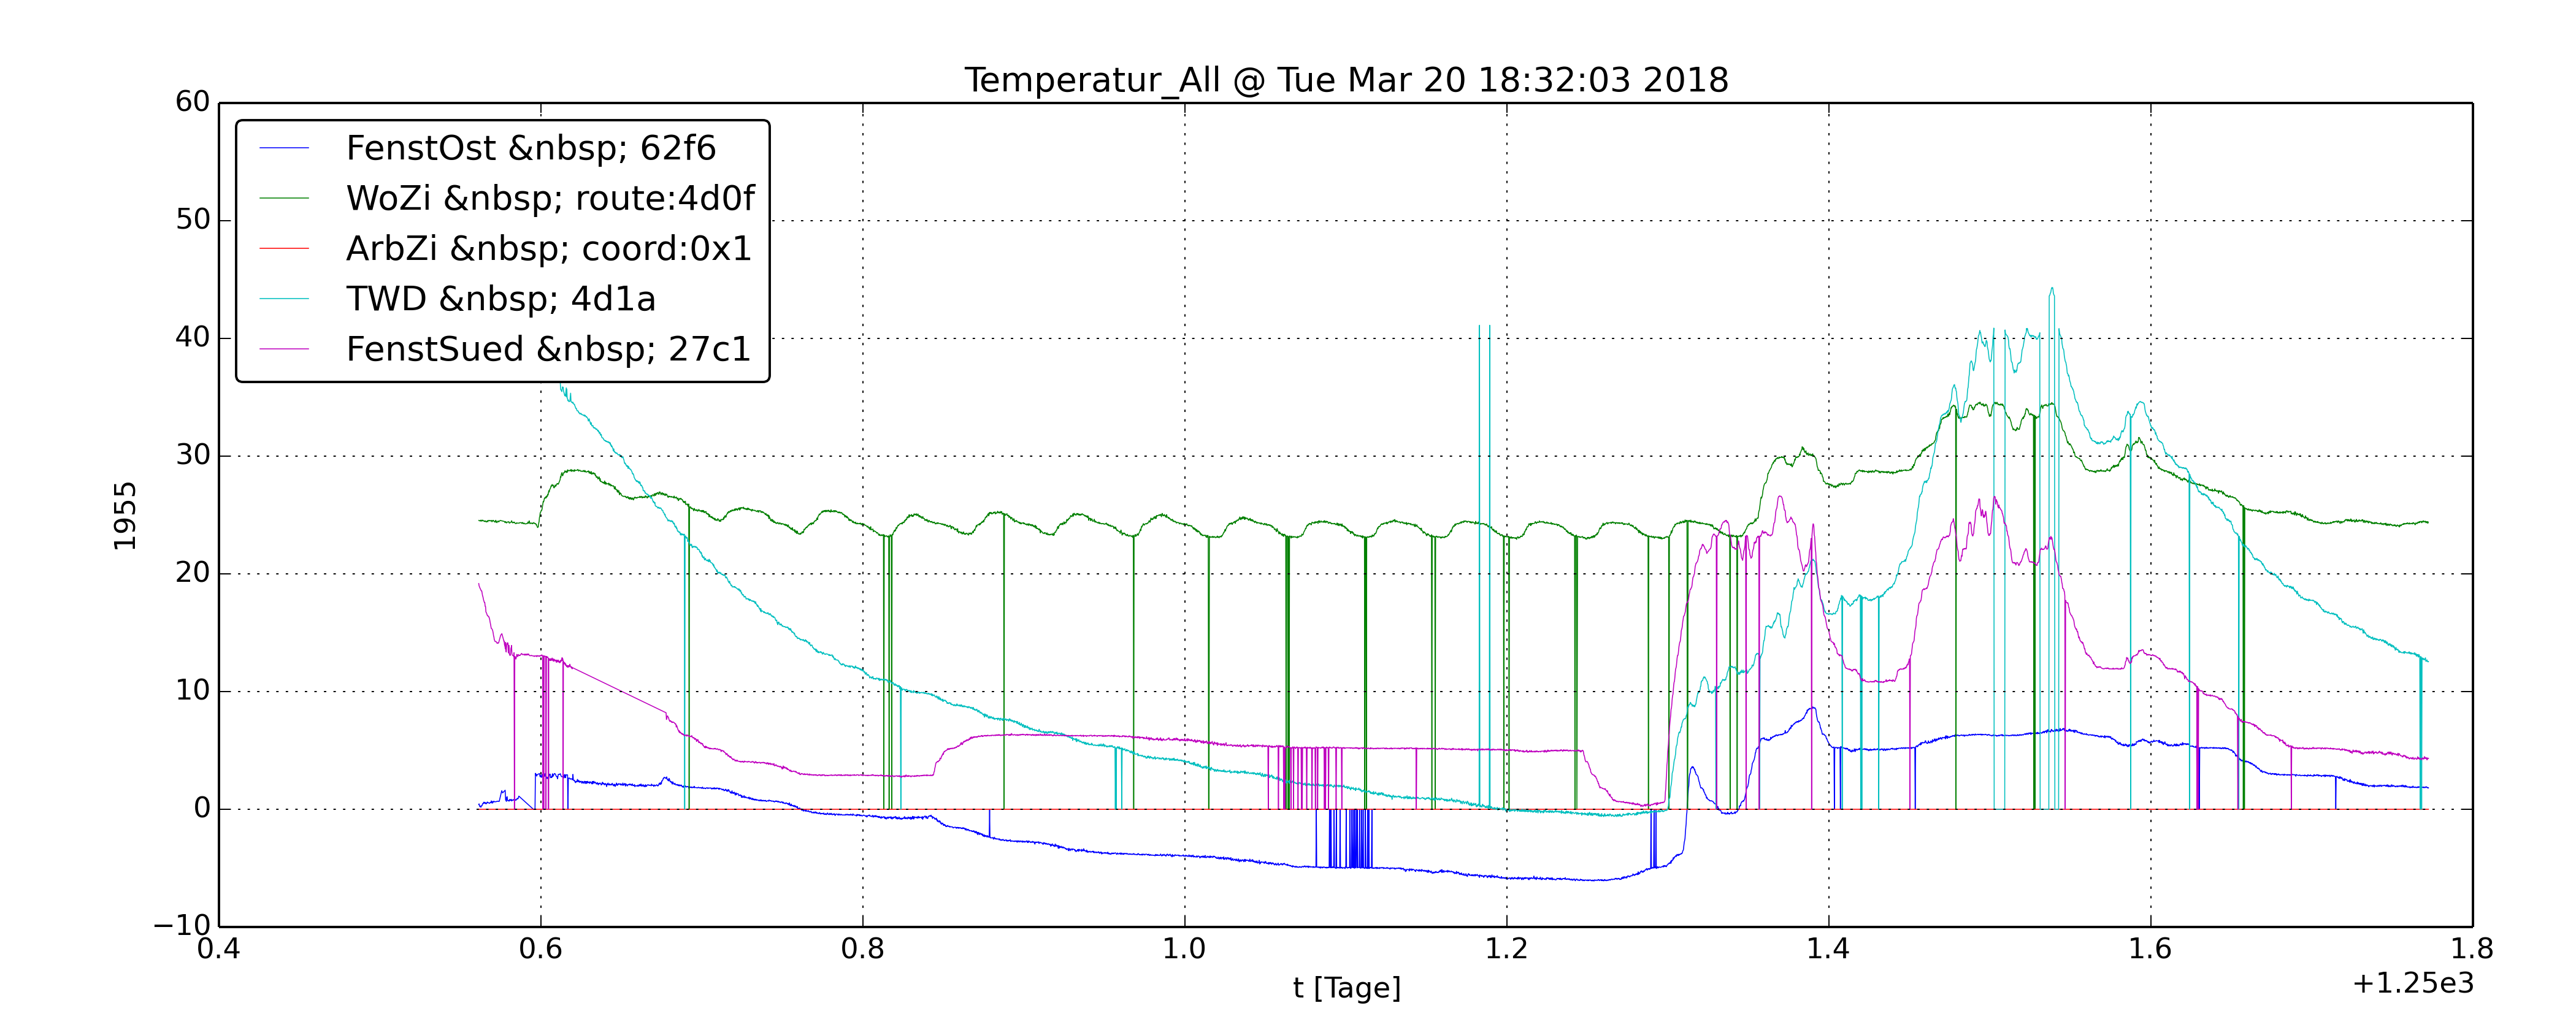 Temperatur_All @ Tue Mar 20 18:32:03 2018
60
50
40
30
20
10
0
−10
1955
FenstOst &nbsp; 62f6
WoZi &nbsp; route:4d0f
ArbZi &nbsp; coord:0x1
TWD &nbsp; 4d1a
FenstSued &nbsp; 27c1
0.4 0.6 0.8 1.0 1.2 1.4 1.6 1.8
+1.25e3
t [Tage]